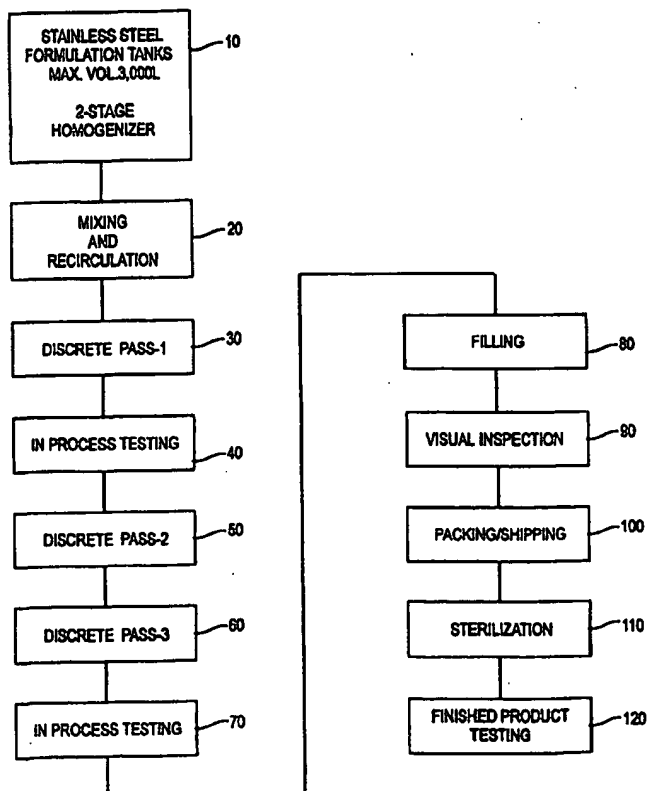 STAINLESS STEEL
FORMULATION TANKS
MAX. VOL.3,000L
2-STAGE
HOMOGENIZER
10
MIXING
AND
RECIRCULATION
20
DISCRETE PASS-1
30
IN PROCESS TESTING
40
DISCRETE PASS-2
50
DISCRETE PASS-3
60
IN PROCESS TESTING
70
FILLING
80
VISUAL INSPECTION
90
PACKING/SHIPPING
100
STERILIZATION
110
FINISHED PRODUCT
TESTING
120